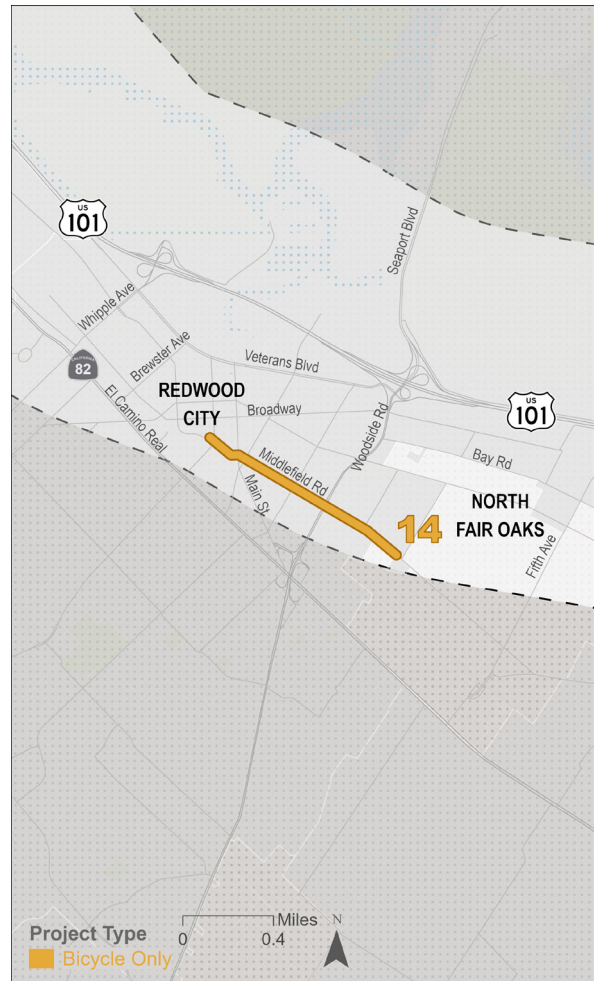 Seaport Blvd
US
101
Whipple Ave
Brewster Ave
Veterans Blvd
CALIFORNIA
82
El Camino Real
REDWOOD
CITY
Broadway
Woodside Rd
US
101
Middlefield Rd
Main St
Bay Rd
NORTH
FAIR OAKS
14
Fifth Ave
Miles
N
0
0.4
Project Type
Bicycle Only